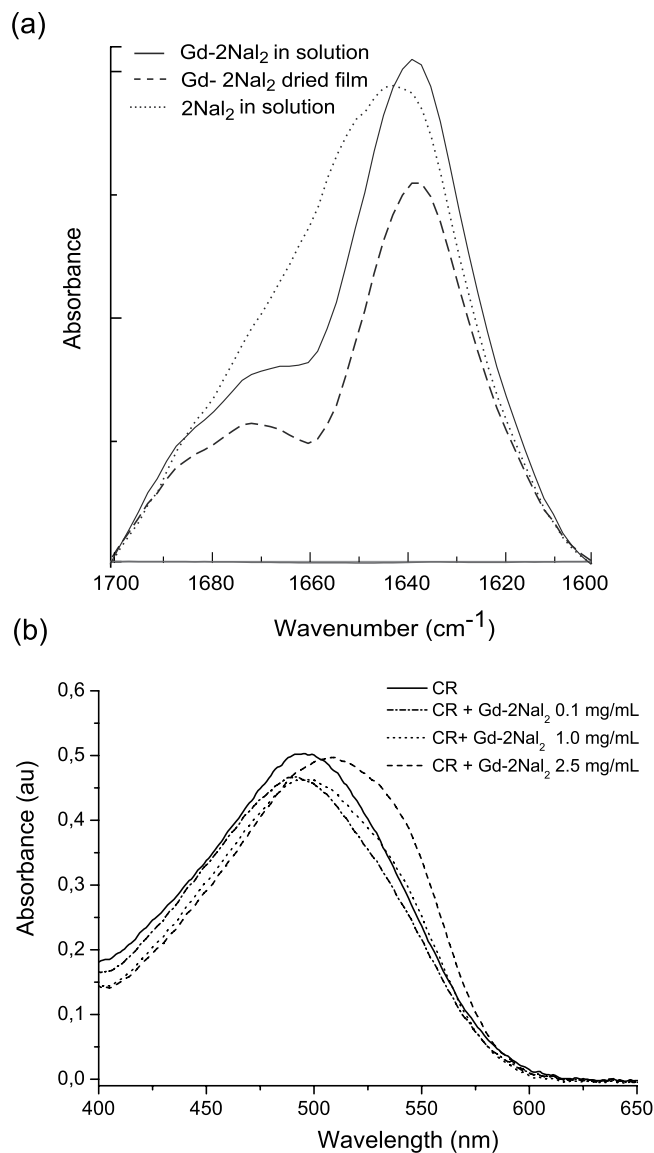 (a)
Gd-2Nal2 in solution
Gd- 2Nal2 dried film
2Nal2 in solution
Absorbance
1700 1680 1660 1640 1620 1600
Wavenumber (cm-1)
(b)
CR
CR + Gd-2Nal2 0.1 mg/mL
CR+ Gd-2Nal2 1.0 mg/mL
CR + Gd-2Nal2 2.5 mg/mL
0,6
0,5
0,4
0,3
0,2
0,1
0,0
Absorbance (au)
400 450 500 550 600 650
Wavelength (nm)